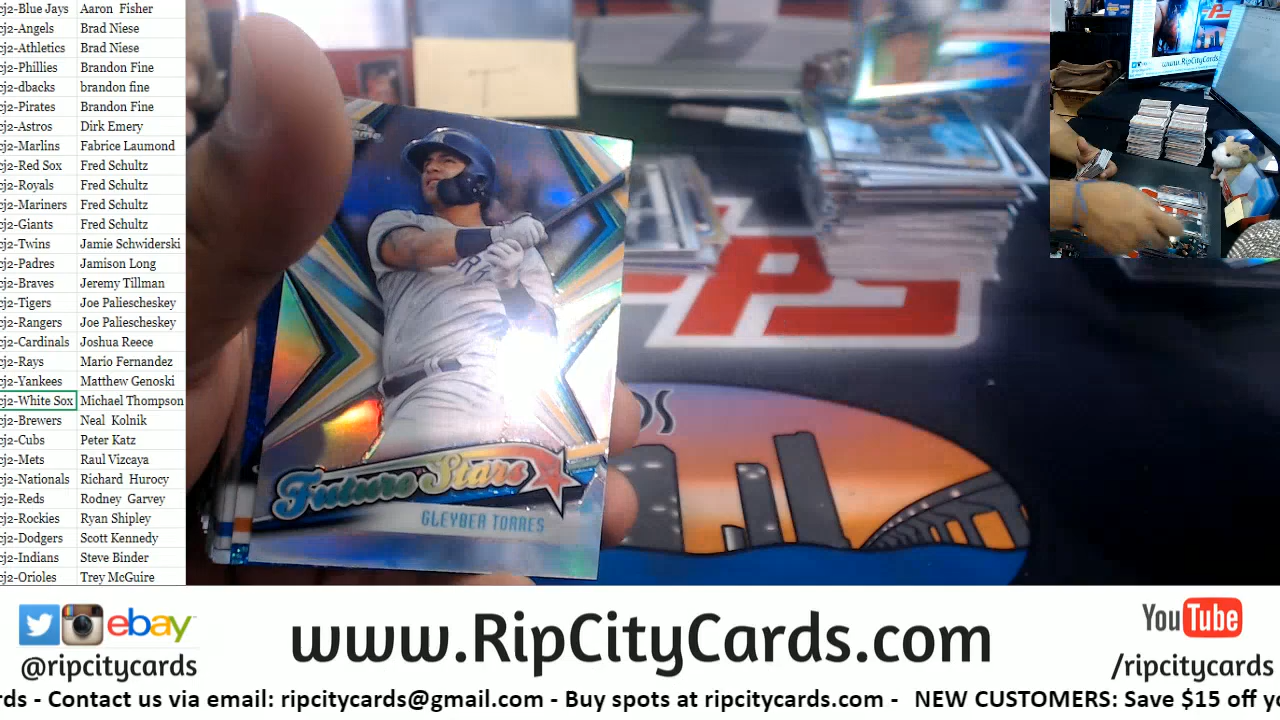 cj2-Blue Jays Aaron Fisher
cj2-Angels Brad Niese
cj2-Athletics Brad Niese
cj2-Phillies Brandon Fine
cj2-dbacks brandon fine
cj2-Pirates Brandon Fine
cj2-Astros Dirk Emery
cj2-Marlins Fabrice Laumond
cj2-Red Sox Fred Schultz
cj2-Royals Fred Schultz
cj2-Mariners Fred Schultz
cj2-Giants Fred Schultz
cj2-Twins Jamie Schwiderski
cj2-Padres Jamison Long
cj2-Braves Jeremy Tillman
cj2-Tigers Joe Paliescheskey
cj2-Rangers Joe Paliescheskey
cj2-Cardinals Joshua Reece
cj2-Rays Mario Fernandez
cj2-Yankees Matthew Genoski
cj2-White Sox Michael Thompson
cj2-Brewers Neal Kolnik
cj2-Cubs Peter Katz
cj2-Mets Raul Vizcaya
cj2-Nationals Richard Hurocy
cj2-Reds Rodney Garvey
cj2-Rockies Ryan Shipley
cj2-Dodgers Scott Kennedy
cj2-Indians Steve Binder
cj2-Orioles Trey McGuire
Future Stars
GLEYBER TORRES
www.RipCityCards.com
ebay
@ripcitycards
www.RipCityCards.com
YouTube
/ripcitycards
rds - Contact us via email: ripcitycards@gmail.com - Buy spots at ripcitycards.com - NEW CUSTOMERS: Save $15 off yo